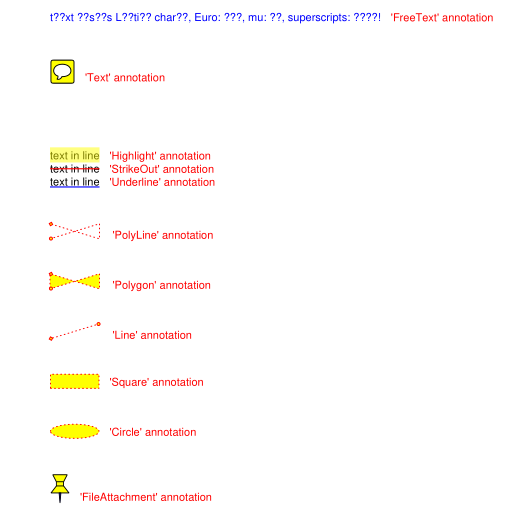 t??xt ??s??s L??ti?? char??, Euro: ???, mu: ??, superscripts: ????! 'FreeText' annotation
'Text' annotation
text in line 'Highlight' annotation
text in line 'StrikeOut' annotation
text in line 'Underline' annotation
'PolyLine' annotation
'Polygon' annotation
'Line' annotation
'Square' annotation
'Circle' annotation
'FileAttachment' annotation